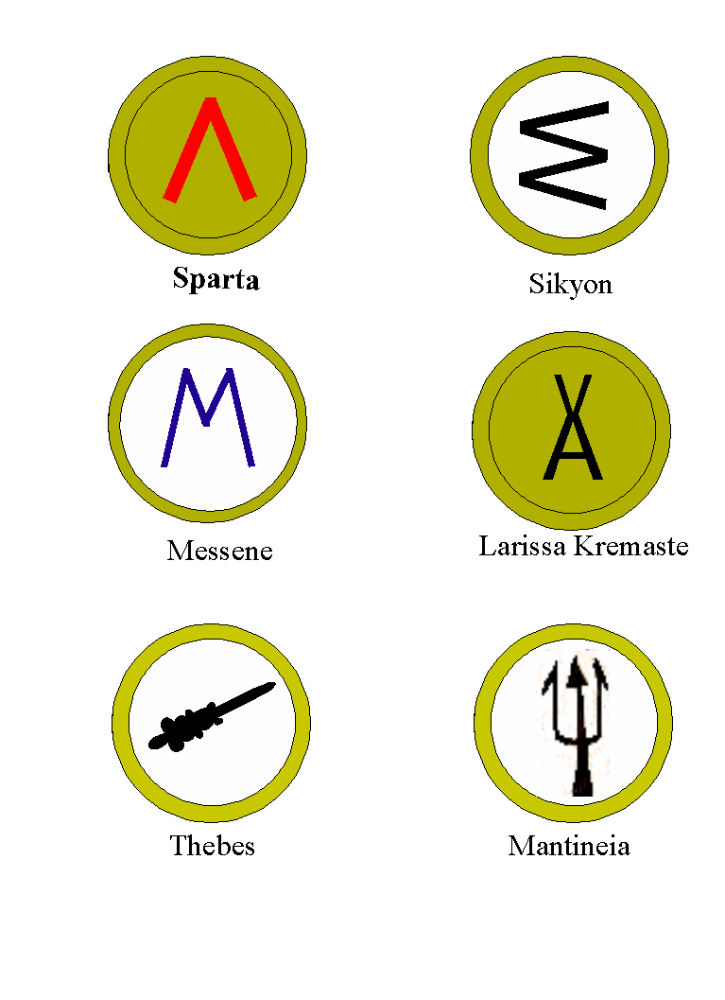 Λ
Σ
Sparta
Sikyon
M
Messene
Larissa Kremaste
Thebes
Mantineia